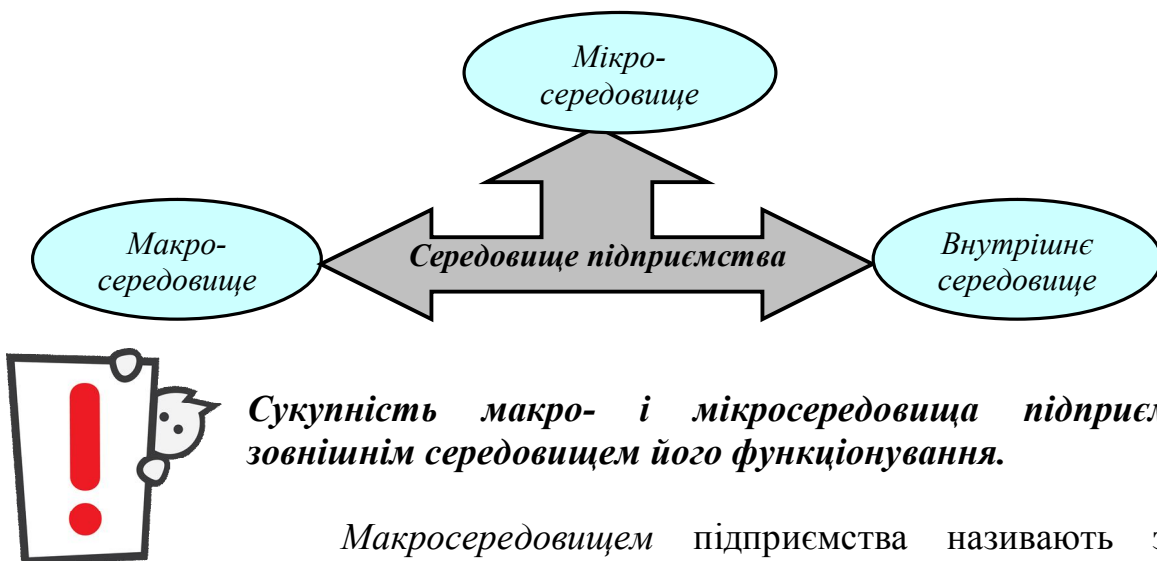 Мікро-
середовище
Макро-
середовище
Середовище підприємства
Внутрішнє
середовище
Сукупність макро- і мікросередовища
зовнішнім середовищем його функціонування.
Макросередовищем підприємства називають